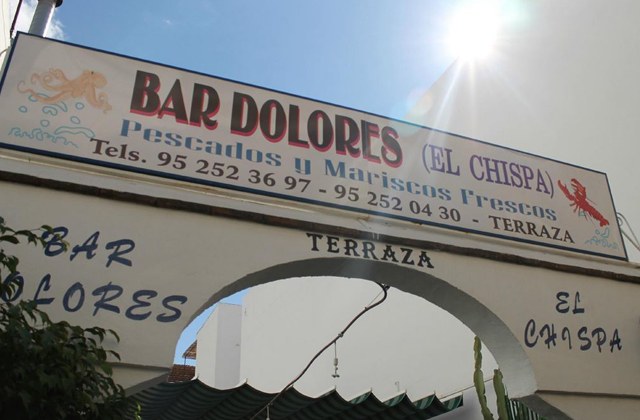 BAR DOLORES (EL CHISPA)
Pescados y Mariscos Frescos
Tels. 95 252 36 97 - 95 252 04 30 - TERRAZA
TERRAZA
BAR
OLORES
EL
CHISPA